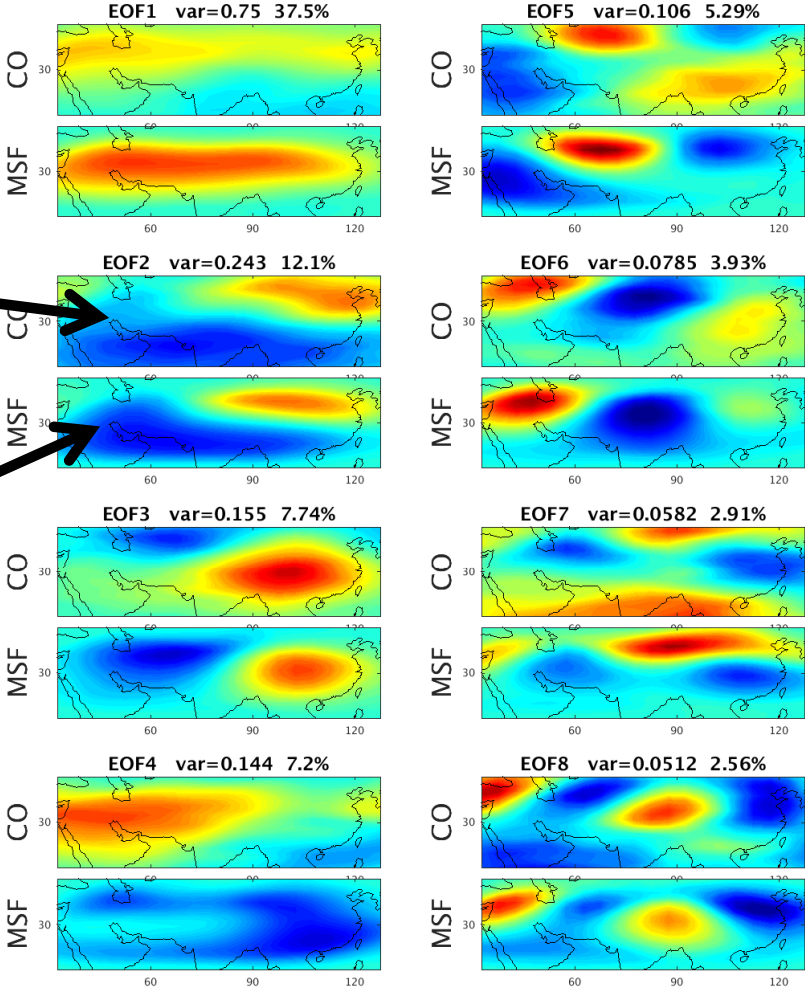 EOF1 var=0.75 37.5%
CO
30
120
MSF
30
60 90 120
EOF2 var=0.243 12.1%
CO
30
120
MSF
30
60 90 120
EOF3 var=0.155 7.74%
CO
30
MSF
30
60 90 120
EOF4 var=0.144 7.2%
CO
30
MSF
30
60 90 120
EOF5 var=0.106 5.29%
CO
30
MSF
30
60 90 120
EOF6 var=0.0785 3.93%
CO
30
MSF
30
60 90 120
EOF7 var=0.0582 2.91%
CO
30
MSF
30
60 90 120
EOF8 var=0.0512 2.56%
CO
30
MSF
30
60 90 120